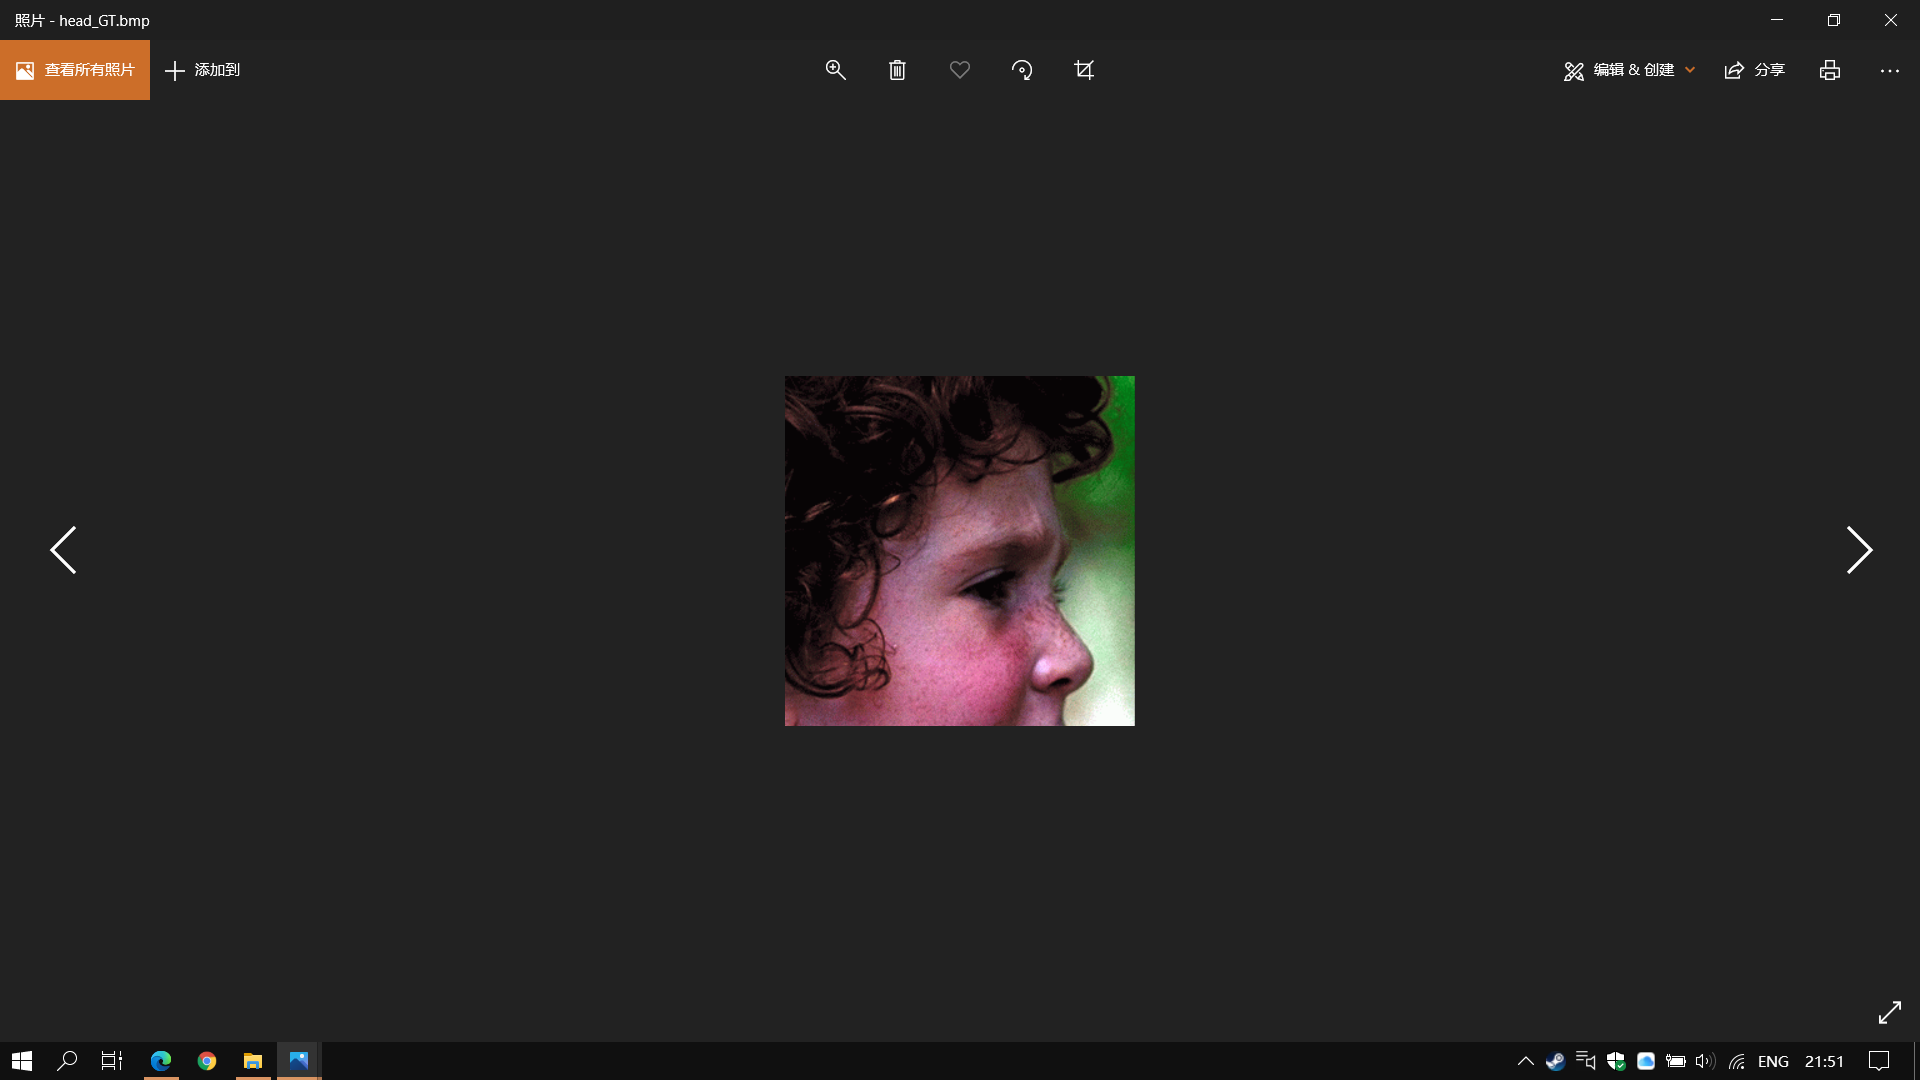 照片 - head_GT.bmp
查看所有照片
添加到
编辑 & 创建
分享
ENG
21:51